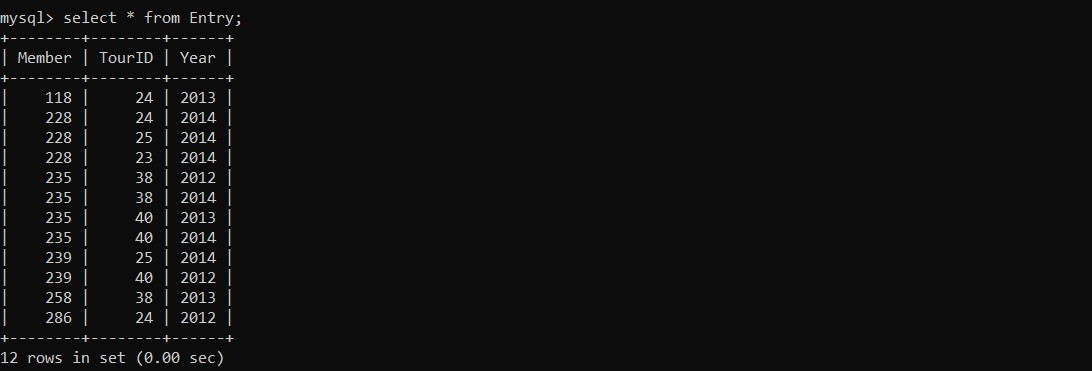 mysql> select * from Entry;
+--------+--------+------+
| Member | TourID | Year |
+--------+--------+------+
|    118 |     24 | 2013 |
|    228 |     24 | 2014 |
|    228 |     25 | 2014 |
|    228 |     23 | 2014 |
|    235 |     38 | 2012 |
|    235 |     38 | 2014 |
|    235 |     40 | 2013 |
|    235 |     40 | 2014 |
|    239 |     25 | 2014 |
|    239 |     40 | 2012 |
|    258 |     38 | 2013 |
|    286 |     24 | 2012 |
+--------+--------+------+
12 rows in set (0.00 sec)